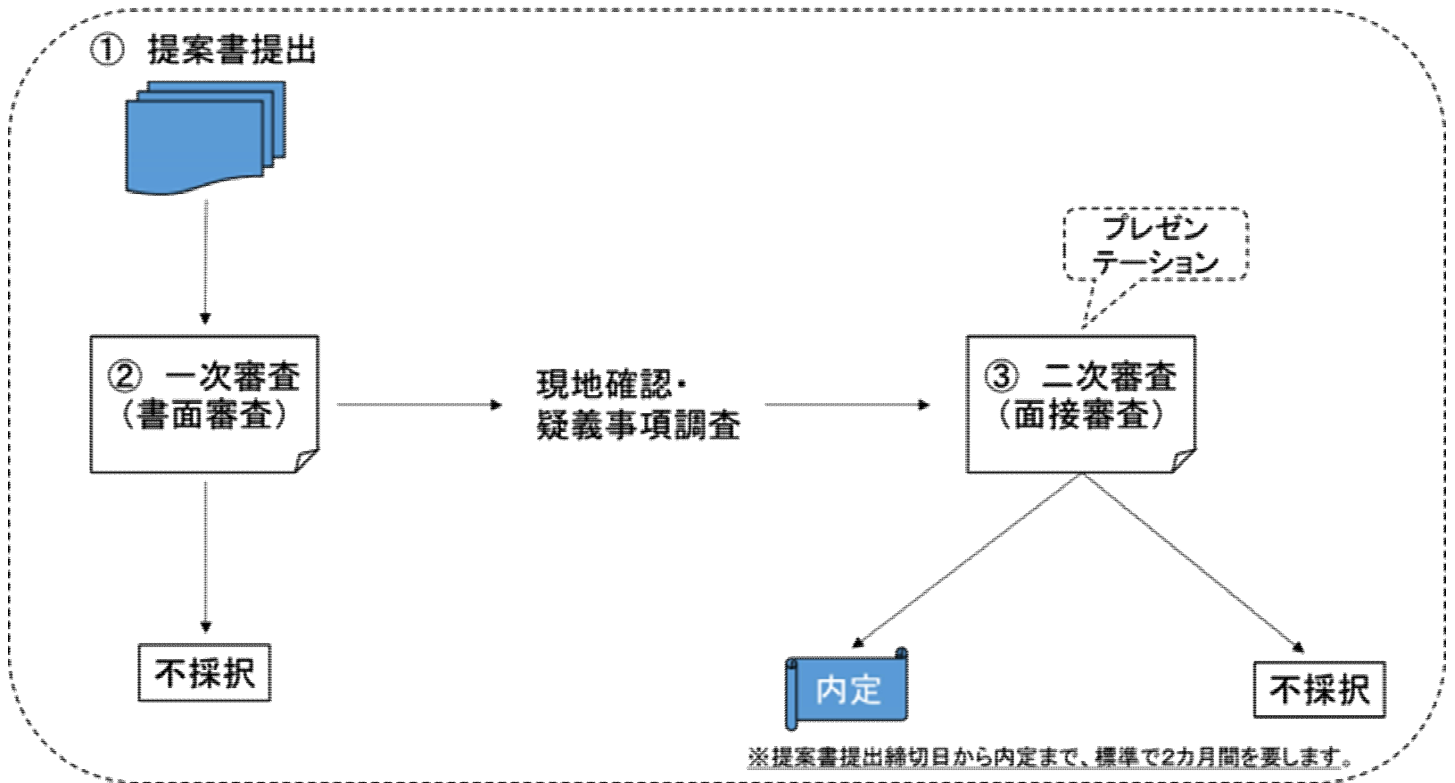 ① 提案書提出
プレゼン
テーション
② 一次審査
（書面審査）
現地確認・
疑義事項調査
③ 二次審査
（面接審査）
不採択
内定
不採択
※提案書提出締切日から内定まで、標準で2カ月間を要します。